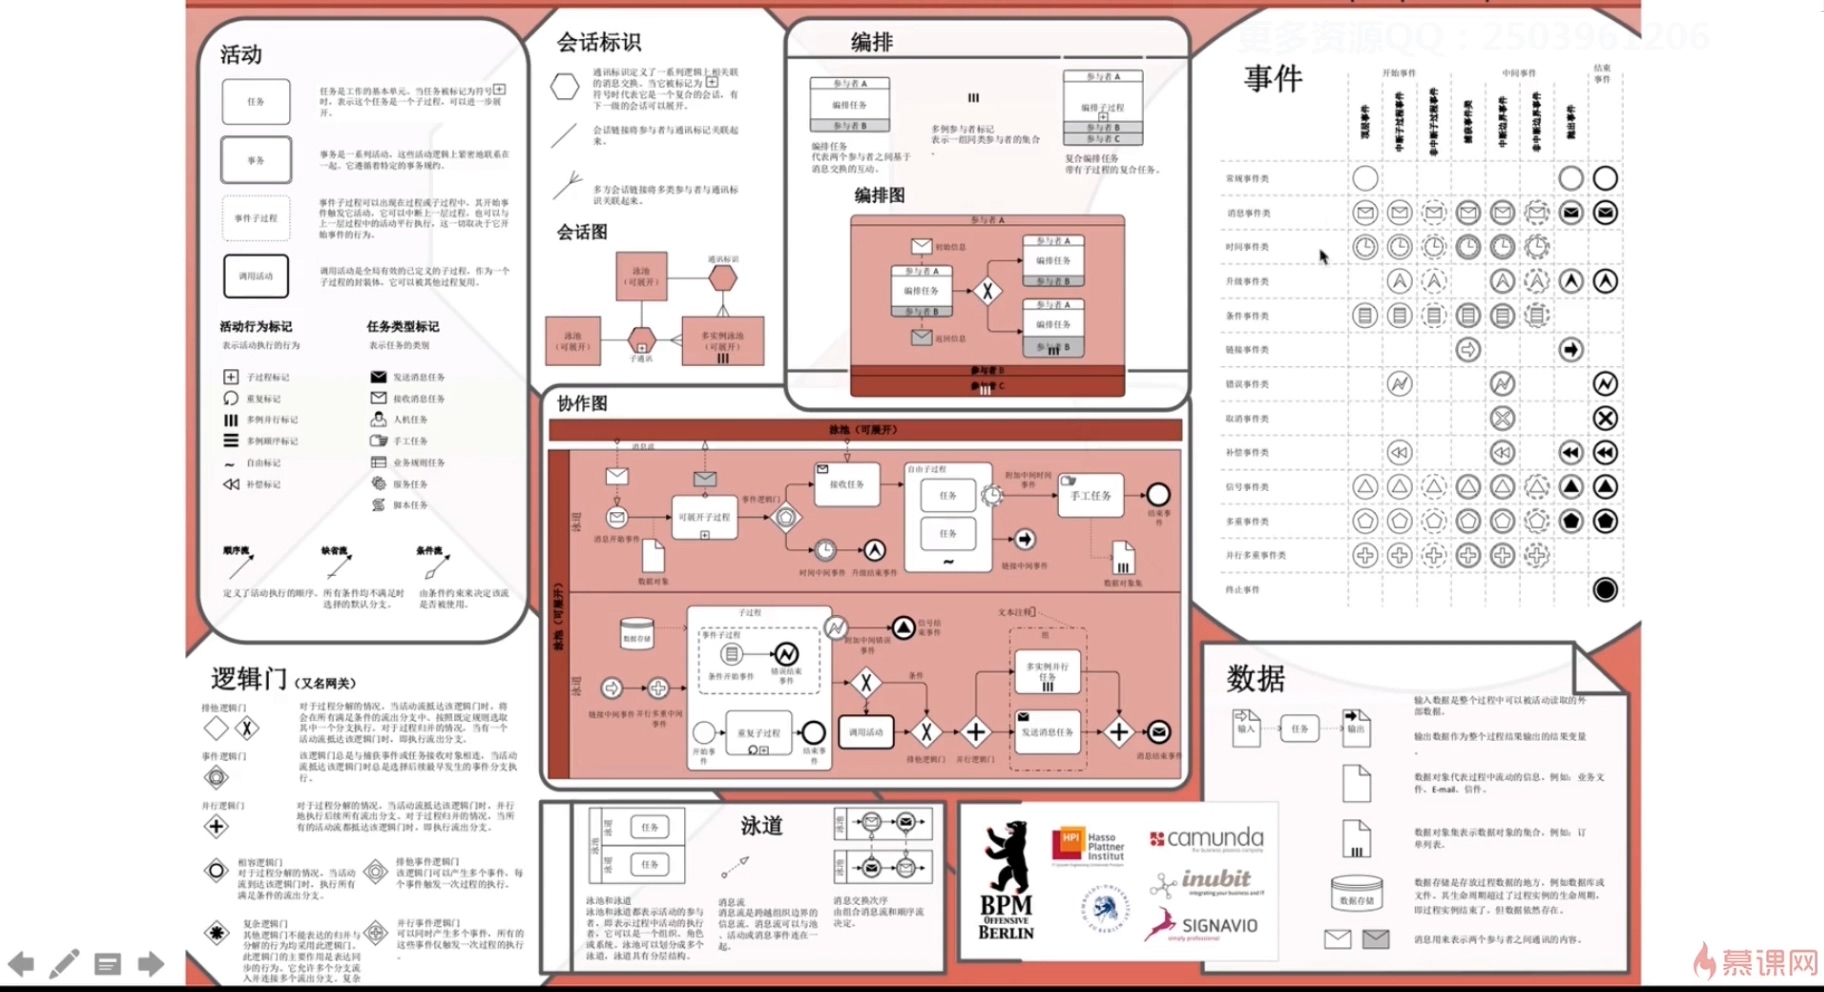 更多资源QQ：2503961206
活动
任务
任务是工作的基本单元。当任务被标记为符号
时，表示这个任务是一个子过程，可以进一步展
开。
事务
事务是一系列活动，这些活动逻辑上紧密地联系在
一起。它遵循着特定的事务规约。
事件子过程
事件子过程可以出现在过程或子过程中，其开始事
件触发它活动，它可以中断上一层过程，也可以与
上一层过程中的活动平行执行，这一切取决于它开
始事件的行为。
调用活动
调用活动是全局有效的已定义的子过程，作为一个
子过程的封装体，它可以被其他过程复用。
活动行为标记
表示活动执行的行为
子过程标记
重复标记
多例并行标记
多例顺序标记
自由标记
补偿标记
任务类型标记
表示任务的类别
发送消息任务
接收消息任务
人机任务
手工任务
业务规则任务
服务任务
脚本任务
顺序流
定义了活动执行的顺序。
缺省流
所有条件均不满足时
选择的默认分支。
条件流
由条件约束来决定该流
是否被使用。
会话标识
通讯标识定义了一系列逻辑上相关联
的消息交换。当它被标记为
符号时代表它是一个复合的会话，有
下一级的会话可以展开。
会话链接将参与者与通讯标记关联起
来。
多方会话链接将多类参与者与通讯标
识关联起来。
会话图
泳池
（可展开）
通讯标识
泳池
（可展开）
子通讯
多实例泳池
（可展开）
编排
参与者 A
编排任务
参与者 B
编排任务
代表两个参与者之间基于
消息交换的互动。
多例参与者标记
表示一组同类参与者的集合
。
参与者 A
编排子过程
参与者 B
参与者 C
复合编排任务
带有子过程的复合任务。
编排图
参与者 A
初始信息
参与者 A
编排任务
参与者 B
返回信息
参与者 A
编排任务
参与者 B
参与者 A
编排任务
参与者 B
参与者 B
参与者 C
协作图
泳池（可展开）
消息流
泳池（可展开）
泳道
消息开始事件
数据对象
可展开子过程
事件逻辑门
接收任务
时间中间事件
升级结束事件
自由子过程
任务
任务
附加中间时间
事件
链接中间事件
手工任务
数据对象集
结束事
件
泳道
数据存储
链接中间事件
并行多重中间
事件
子过程
事件子过程
条件开始事件
错误结束
事件
开始事
件
重复子过程
结束事
件
附加中间错误
事件
信号结
束事件
条件
调用活动
排他逻辑门
并行逻辑门
文本注释
组
多实例并行
任务
发送消息任务
消息结束事件
事件
开始事件
中间事件
结束
事件
顶层事件
中断子过程事件
非中断子过程事件
捕获事件类
中断边界事件
非中断边界事件
抛出事件
常规事件类
消息事件类
时间事件类
升级事件类
条件事件类
链接事件类
错误事件类
取消事件类
补偿事件类
信号事件类
多重事件类
并行多重事件类
终止事件
逻辑门（又名网关）
排他逻辑门
对于过程分解的情况，当活动流抵达该逻辑门时，将
会在所有满足条件的流出分支中，按照既定规则选取
其中一个分支执行。对于过程归并的情况，当有一个
活动流抵达该逻辑门时，即执行流出分支。
事件逻辑门
该逻辑门总是与捕获事件或任务接收对象相连，当活动
流抵达该逻辑门时总是选择后续最早发生的事件分支执
行。
并行逻辑门
对于过程分解的情况，当活动流抵达该逻辑门时，并行
地执行后续所有流出分支。对于过程归并的情况，当所
有的活动流都抵达该逻辑门时，即执行流出分支。
相容逻辑门
对于过程分解的情况，当活动
流到达该逻辑门时，执行所有
满足条件的流出分支。
排他事件逻辑门
该逻辑门可以产生多个事件，每
个事件触发一次过程的执行。
复杂逻辑门
其他逻辑门不能表达的归并与
分解的行为均采用此逻辑门。
此逻辑门的主要作用是表达同
步的行为。它允许多个分支流
入并连接多个流出分支。复杂
并行事件逻辑门
可以同时产生多个事件，所有的
这些事件仅触发一次过程的执行
。
泳道
泳池
泳道
任务
泳道
任务
泳池和泳道
泳池和泳道都表示活动的参与
者，即表示过程中活动的执行
者，它可以是一个组织、角色
或系统。泳池可以划分成多个
泳道，泳道具有分层结构。
消息流
消息流是跨越组织边界的
信息流。消息流可以与池
、活动或消息事件连在一
起。
泳池
泳池
消息交换次序
由组合消息流和顺序流
决定。
BPM
OFFENSIVE
BERLIN
HPI
Hasso
Plattner
Institut
camunda
the business process company
inubit
integrating your business and IT
SIGNAVIO
simply professional
数据
输入
任务
输出
输入数据是整个过程中可以被活动读取的外
部数据。
输出数据作为整个过程结果输出的结果变量
。
数据对象代表过程中流动的信息，例如：业务文
件、E-mail、信件。
数据对象集表示数据对象的集合，例如：订
单列表。
数据存储
数据存储是存放过程数据的地方，例如数据库或
文件，其生命周期超过了过程实例的生命周期，
即过程实例结束了，但数据依然存在。
消息用来表示两个参与者之间通讯的内容。
慕课网